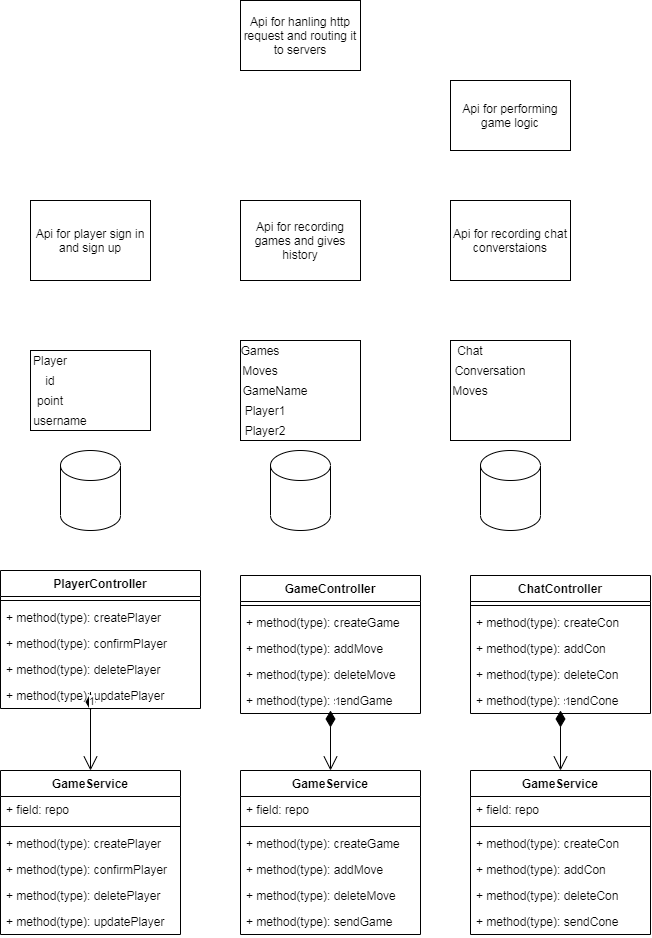 Api for hanling http
request and routing it
to servers
Api for performing
game logic
Api for player sign in
and sign up
Api for recording
games and gives
history
Api for recording chat
converstaions
Player
id
point
username
Games
Moves
GameName
Player1
Player2
Chat
Conversation
Moves
PlayerController
+ method(type): createPlayer
+ method(type): confirmPlayer
+ method(type): deletePlayer
+ method(type): updatePlayer
1
GameController
+ method(type): createGame
+ method(type): addMove
+ method(type): deleteMove
+ method(type): sendGame
1
ChatController
+ method(type): createCon
+ method(type): addCon
+ method(type): deleteCon
+ method(type): sendCone
1
GameService
+ field: repo
+ method(type): createPlayer
+ method(type): confirmPlayer
+ method(type): deletePlayer
+ method(type): updatePlayer
GameService
+ field: repo
+ method(type): createGame
+ method(type): addMove
+ method(type): deleteMove
+ method(type): sendGame
GameService
+ field: repo
+ method(type): createCon
+ method(type): addCon
+ method(type): deleteCon
+ method(type): sendCone